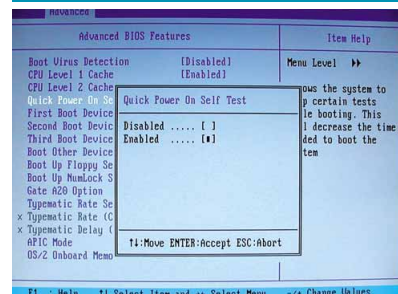 Advanced
Advanced BIOS Features
Item Help
Boot Virus Detection [Disabled]
CPU Level 1 Cache [Enabled]
CPU Level 2 Cache
Quick Power On Se
First Boot Device
Second Boot Devic
Third Boot Device
Boot Other Device
Boot Up Floppy Se
Boot Up NumLock S
Gate A20 Option
Typematic Rate Se
x Typematic Rate (C
x Typematic Delay (
APIC Mode
OS/2 Onboard Memo
Quick Power On Self Test
Disabled ..... [ ]
Enabled ..... [■]
↑↓:Move ENTER:Accept ESC:Abort
Menu Level ▶▶
ows the system to
p certain tests
le booting. This
l decrease the time
ded to boot the
tem
F1 : Help ↑↓ Select Item Select Menu -/+ Change Values